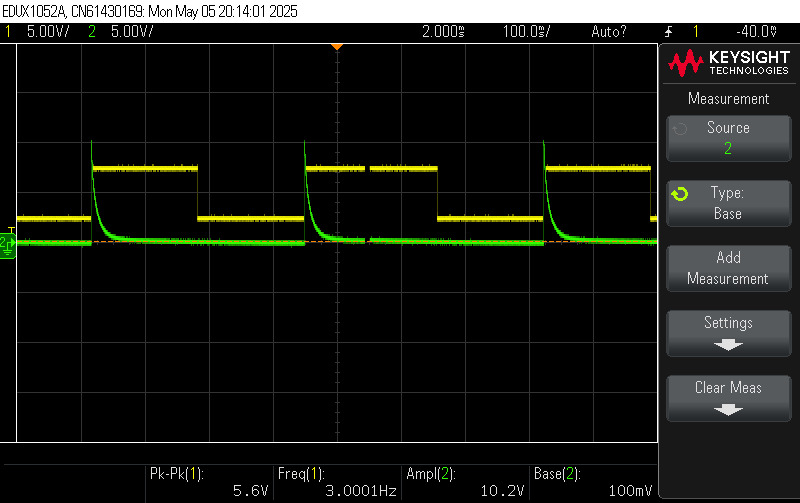 EDUX1052A, CN61430169: Mon May 05 20:14:01 2025
1 5.00V/ 2 5.00V/ 2.000s 100.0s/ Auto? 1 -40.0V
KEYSIGHT
TECHNOLOGIES
Measurement
Source
2
Type:
Base
Add
Measurement
Settings
Clear Meas
T
2
Pk-Pk(1): Freq(1): Ampl(2): Base(2):
5.6V 3.0001Hz 10.2V 100mV